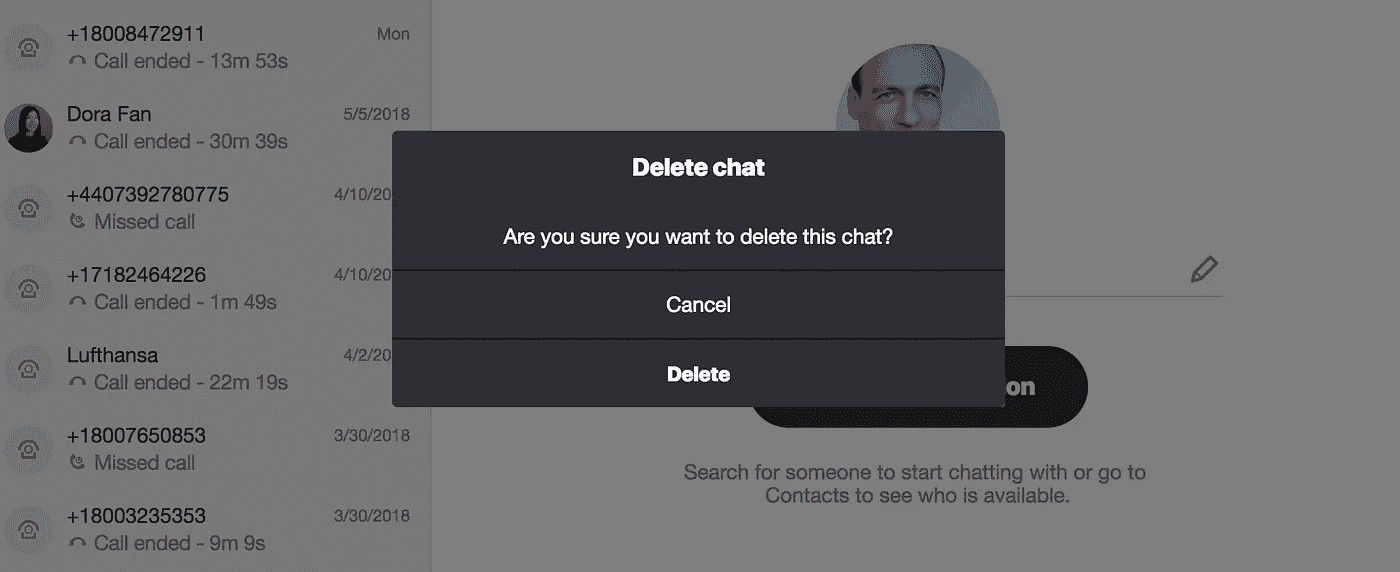 +18008472911
Mon
Call ended - 13m 53s
Dora Fan
5/5/2018
Call ended - 30m 39s
+4407392780775
4/10/20
Missed call
+17182464226
4/10/20
Call ended - 1m 49s
Lufthansa
4/2/20
Call ended - 22m 19s
+18007650853
3/30/2018
Missed call
+18003235353
3/30/2018
Call ended - 9m 9s
Delete chat
Are you sure you want to delete this chat?
Cancel
Delete
on
Search for someone to start chatting with or go to
Contacts to see who is available.